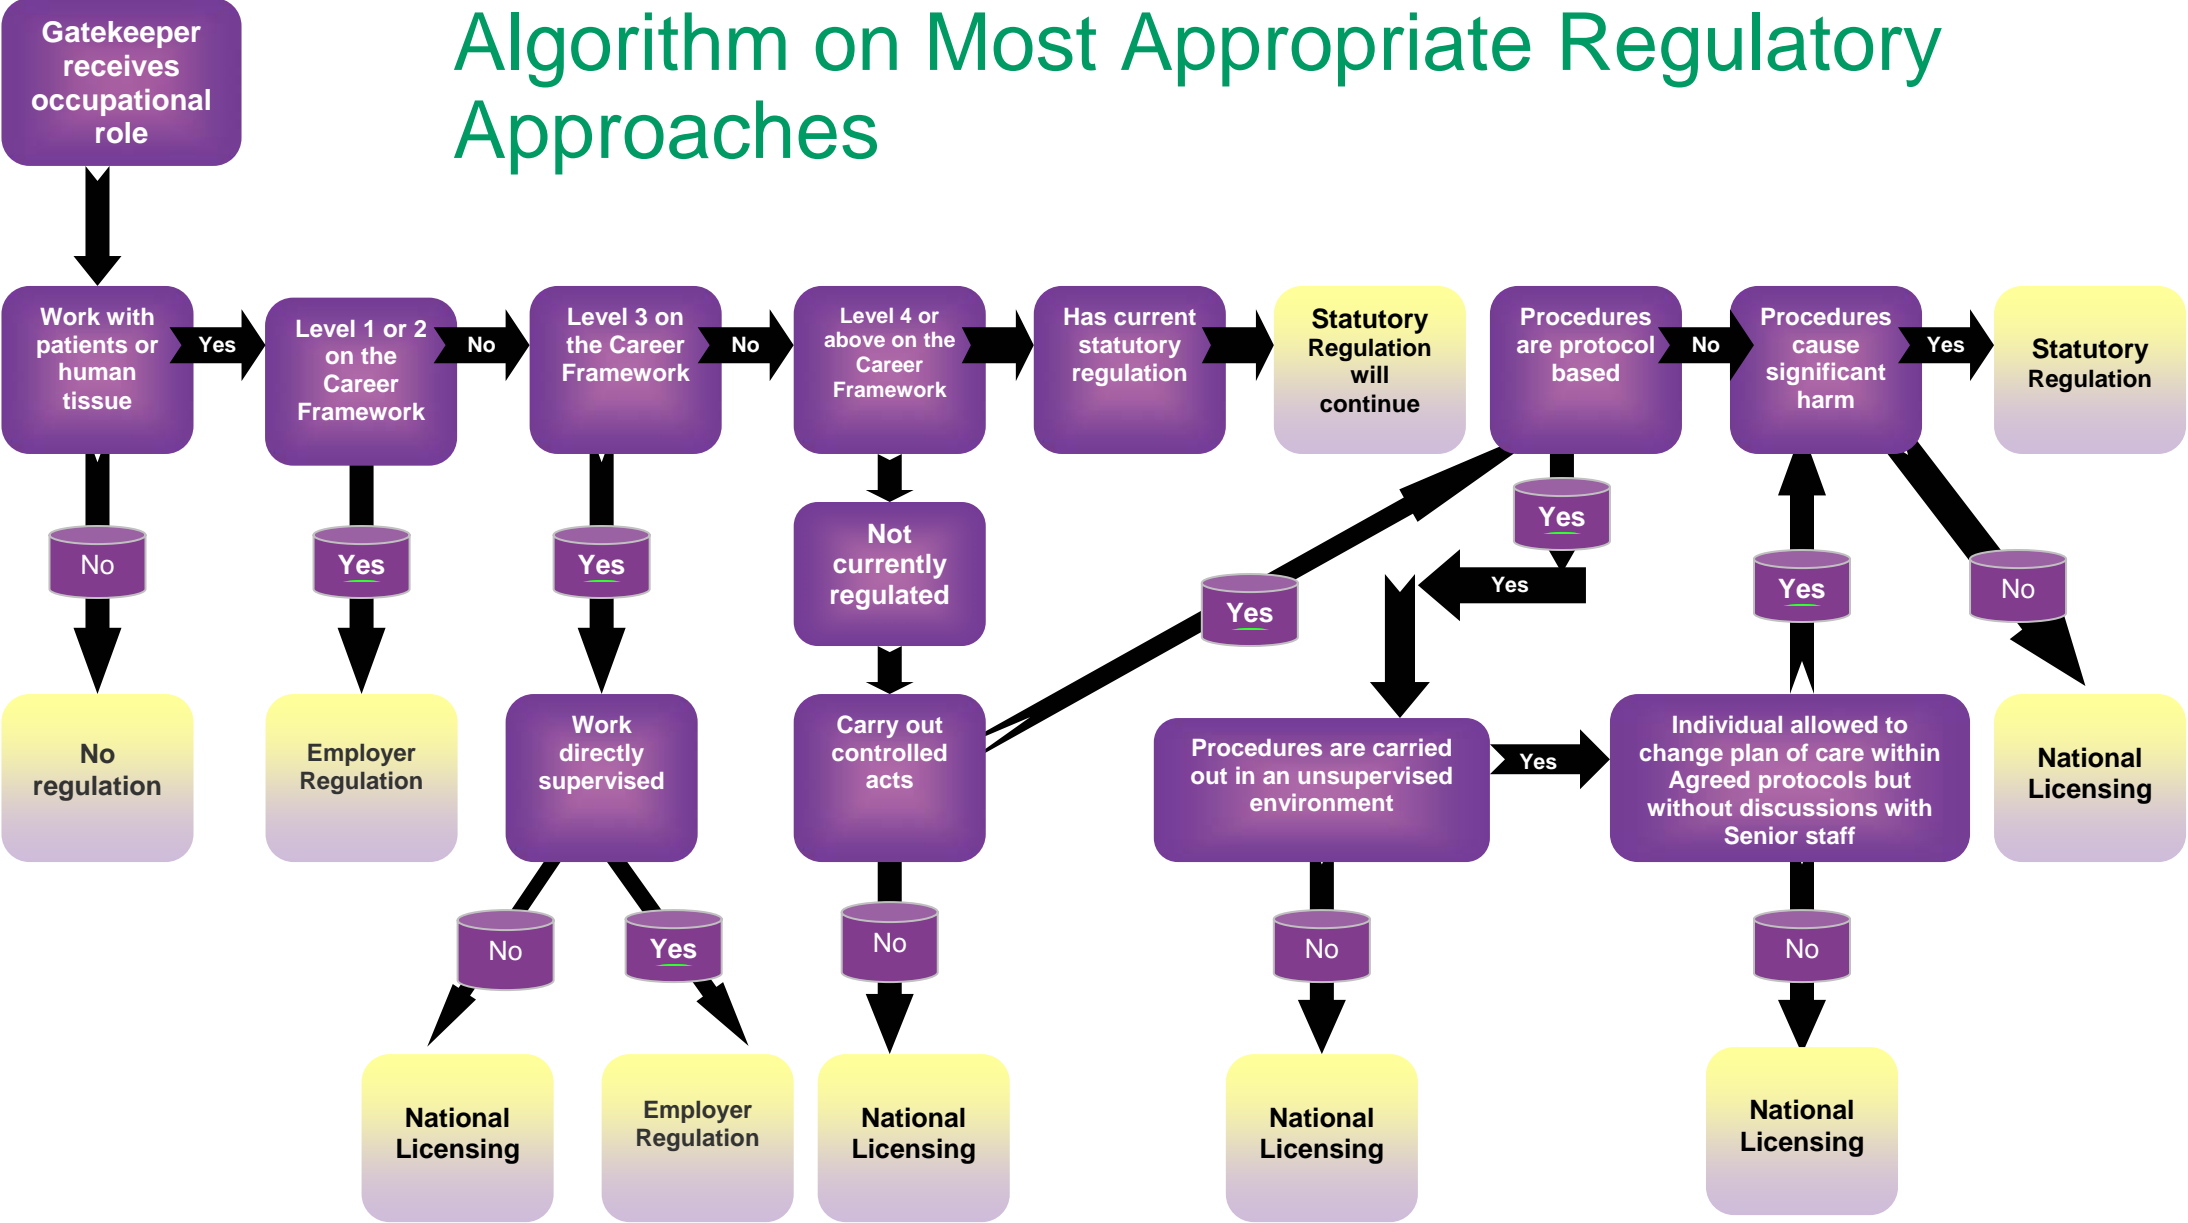 Gatekeeper
receives
occupational
role
Algorithm on Most Appropriate Regulatory
Approaches
Work with
patients or
human
tissue
Yes
Level 1 or 2
on the
Career
Framework
No
Level 3 on
the Career
Framework
No
Level 4 or
above on the
Career
Framework
Has current
statutory
regulation
Statutory
Regulation
will
continue
Procedures
are protocol
based
No
Procedures
cause
significant
harm
Yes
Statutory
Regulation
No
Yes
Yes
Not
currently
regulated
Yes
Yes
Yes
Yes
No
No
regulation
Employer
Regulation
Work
directly
supervised
Carry out
controlled
acts
Procedures are carried
out in an unsupervised
environment
Yes
Individual allowed to
change plan of care within
Agreed protocols but
without discussions with
Senior staff
National
Licensing
No
Yes
No
No
No
National
Licensing
Employer
Regulation
National
Licensing
National
Licensing
National
Licensing